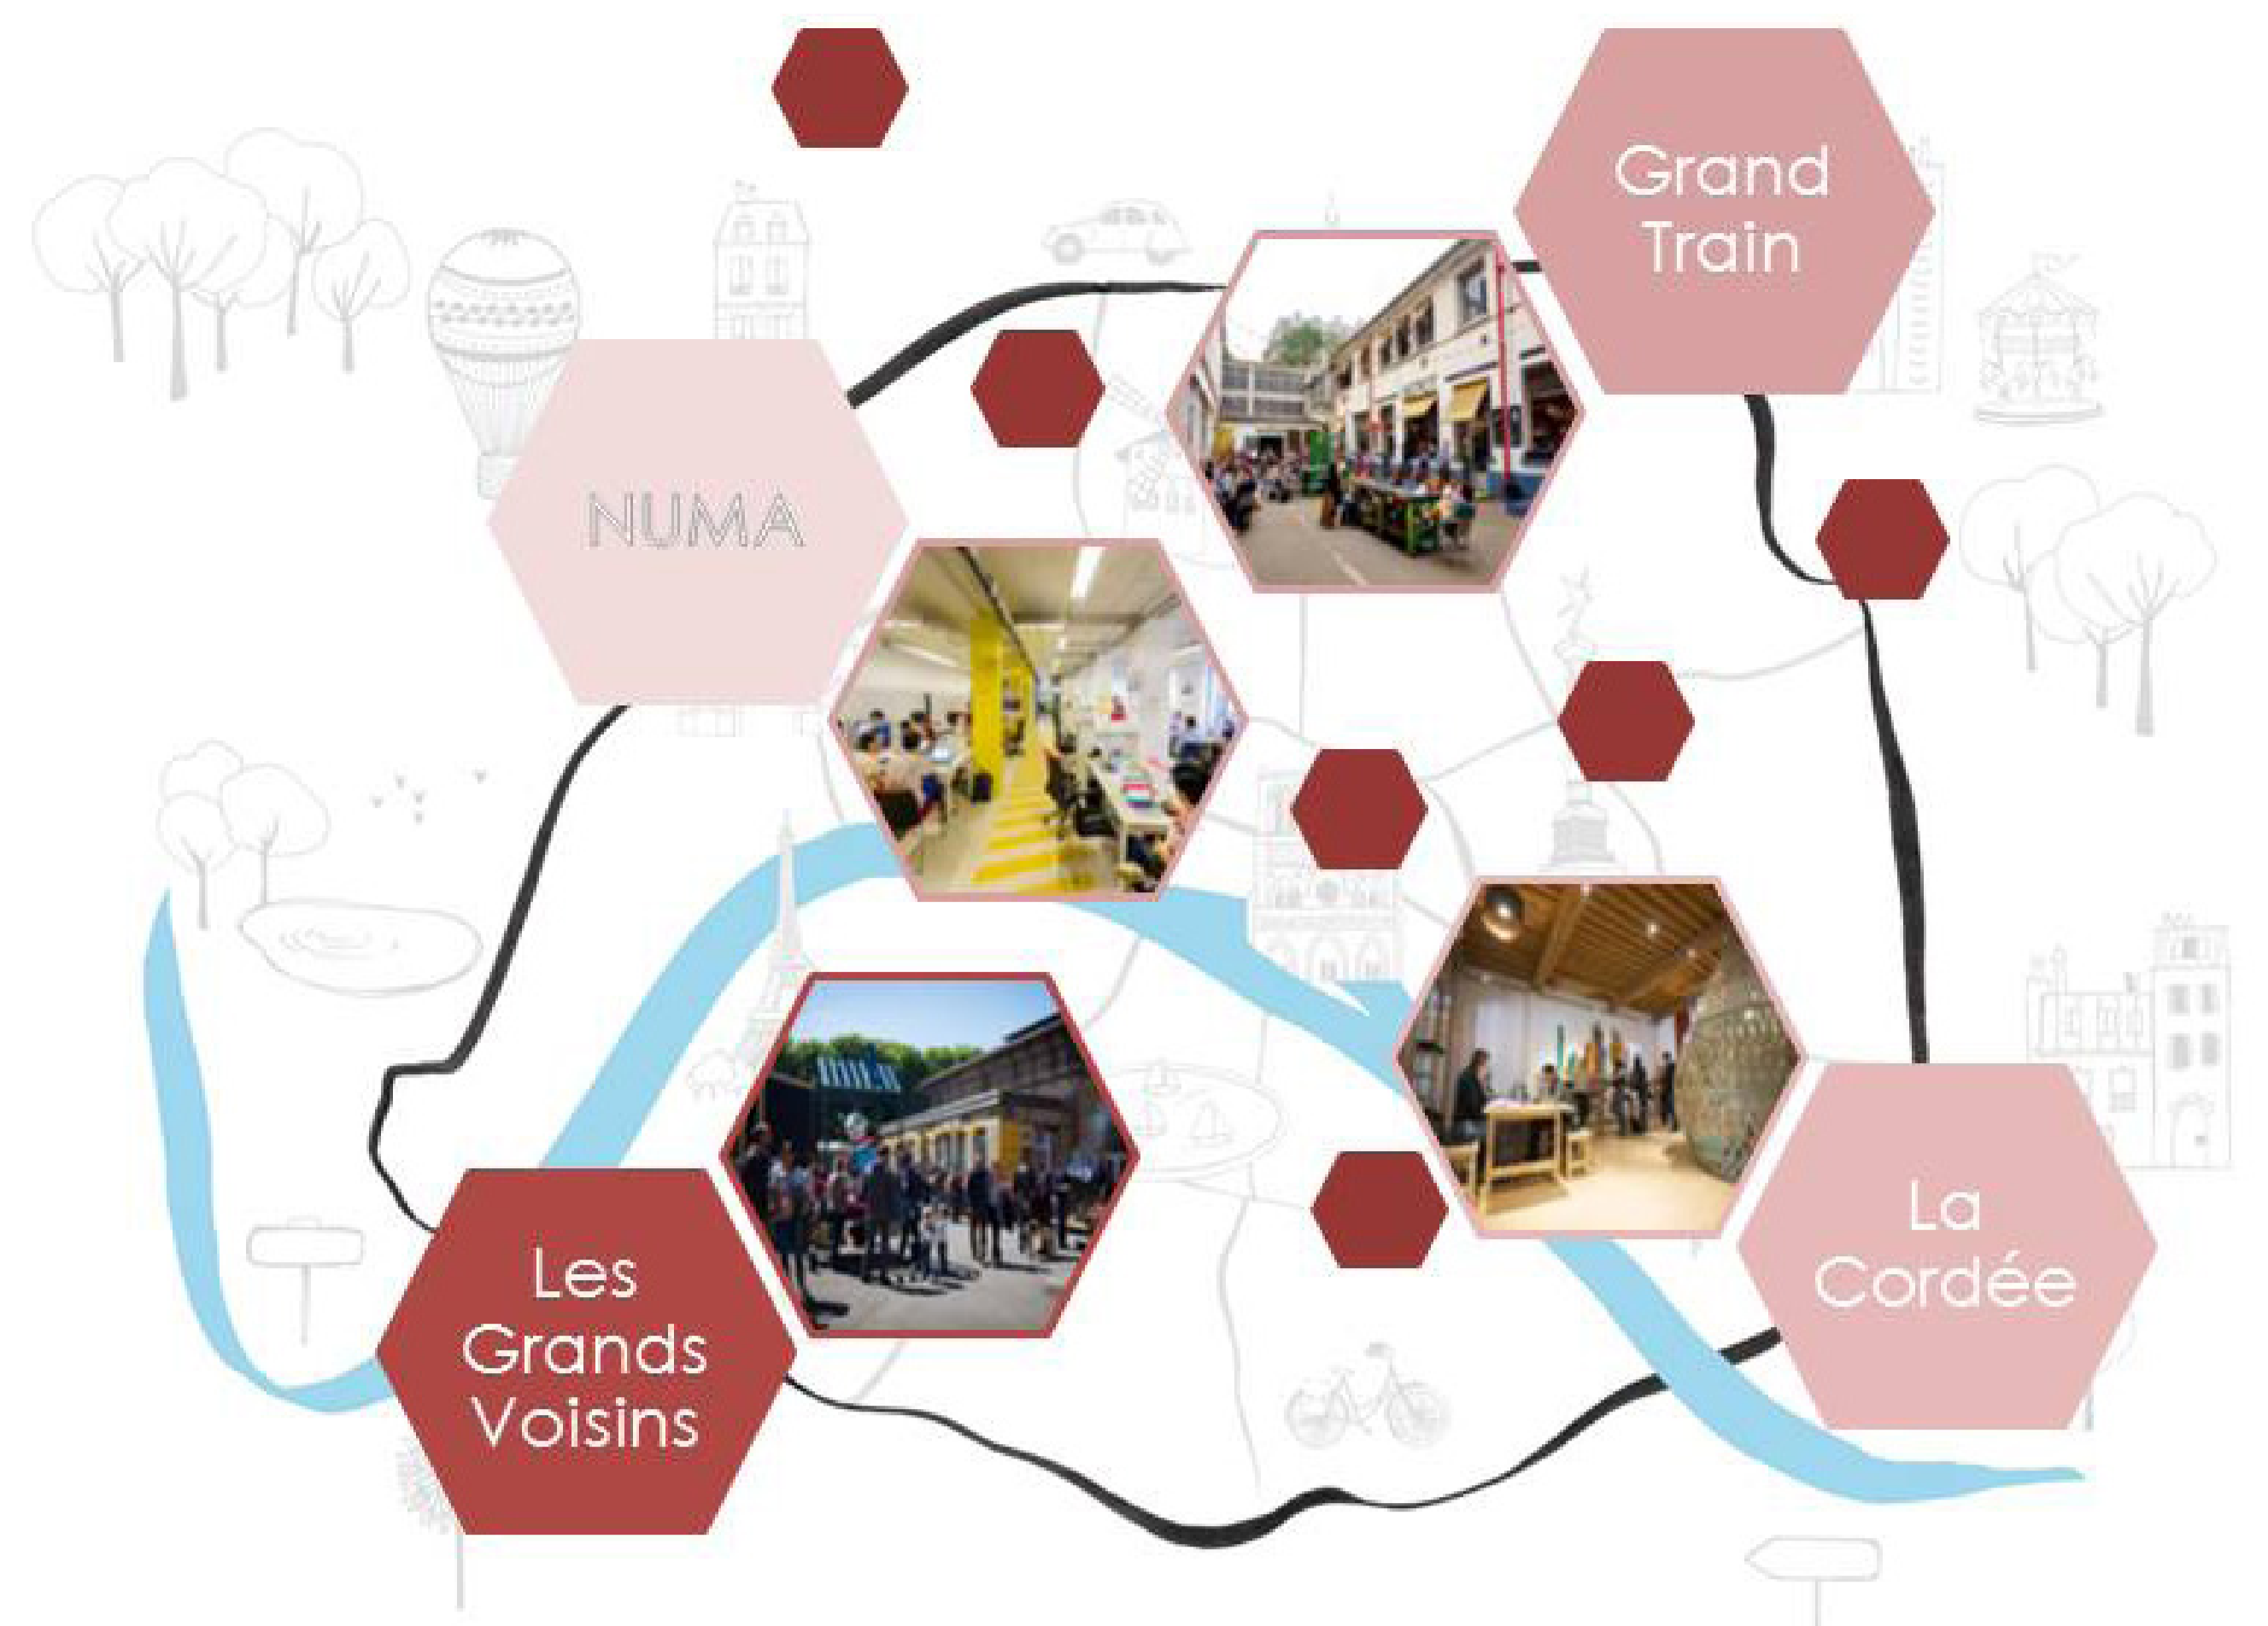 Grand
Train
NUMA
La
Cordée
Les
Grands
Voisins